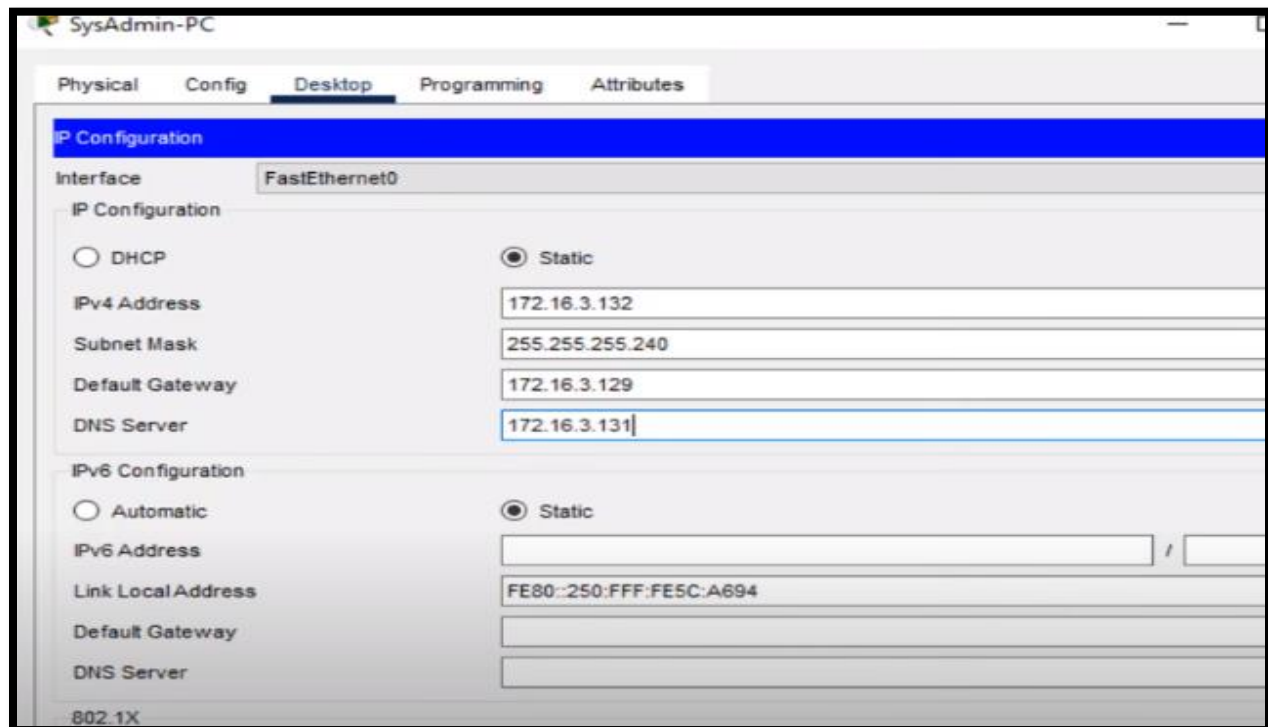 SysAdmin-PC
Physical Config Desktop Programming Attributes
IP Configuration
Interface FastEthernet0
IP Configuration
DHCP Static
IPv4 Address 172.16.3.132
Subnet Mask 255.255.255.240
Default Gateway 172.16.3.129
DNS Server 172.16.3.131
IPv6 Configuration
Automatic Static
IPv6 Address /
Link Local Address FE80::250:FFF:FE5C:A694
Default Gateway
DNS Server
802.1X